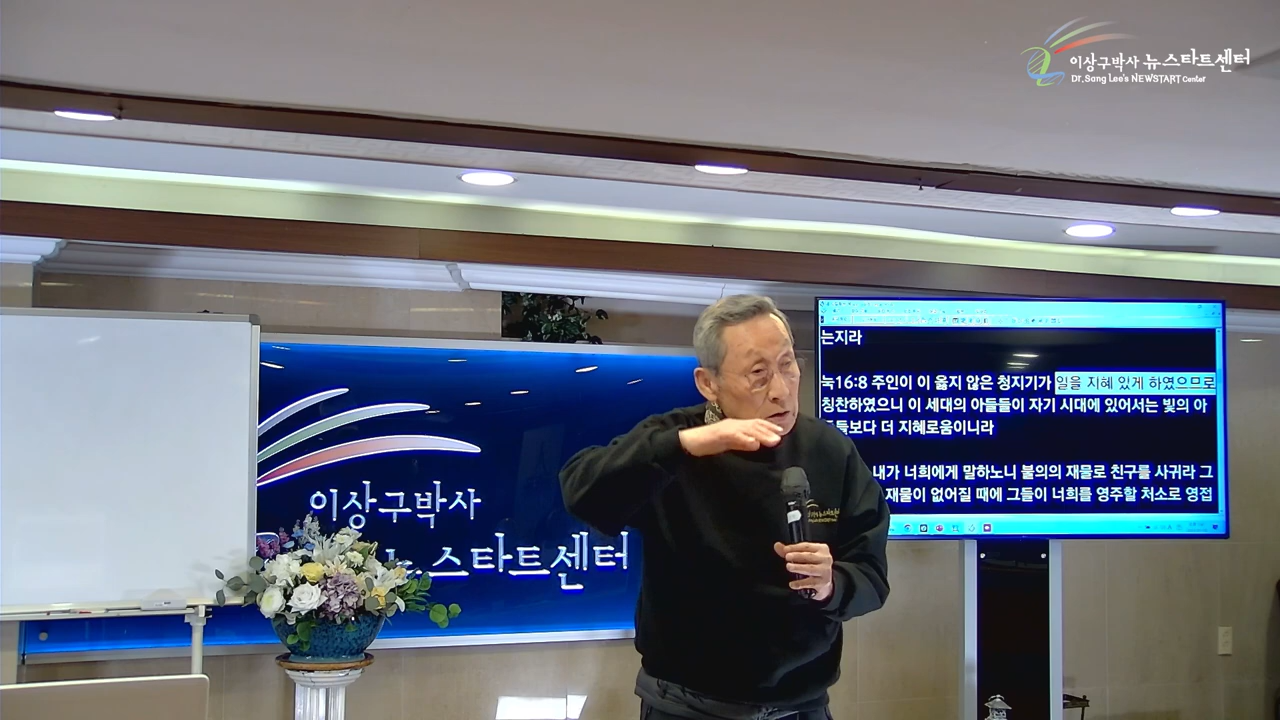 이상구박사 뉴스타트센터
Dr. Sang Lee's NEWSTART Center
는지라
눅16:8 주인이 이 옳지 않은 청지기가 일을 지혜 있게 하였으므로
칭찬하였으니 이 세대의 아들들이 자기 시대에 있어서는 빛의 아
들보다 더 지혜로움이니라
내가 너희에게 말하노니 불의의 재물로 친구를 사귀라 그
재물이 없어질 때에 그들이 너희를 영주할 처소로 영접
이상구박사
뉴스타트센터